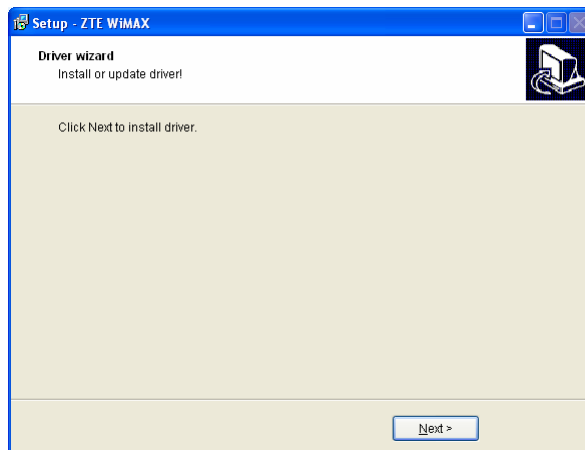 Setup - ZTE WiMAX
Driver wizard
Install or update driver!
Click Next to install driver.
Next >